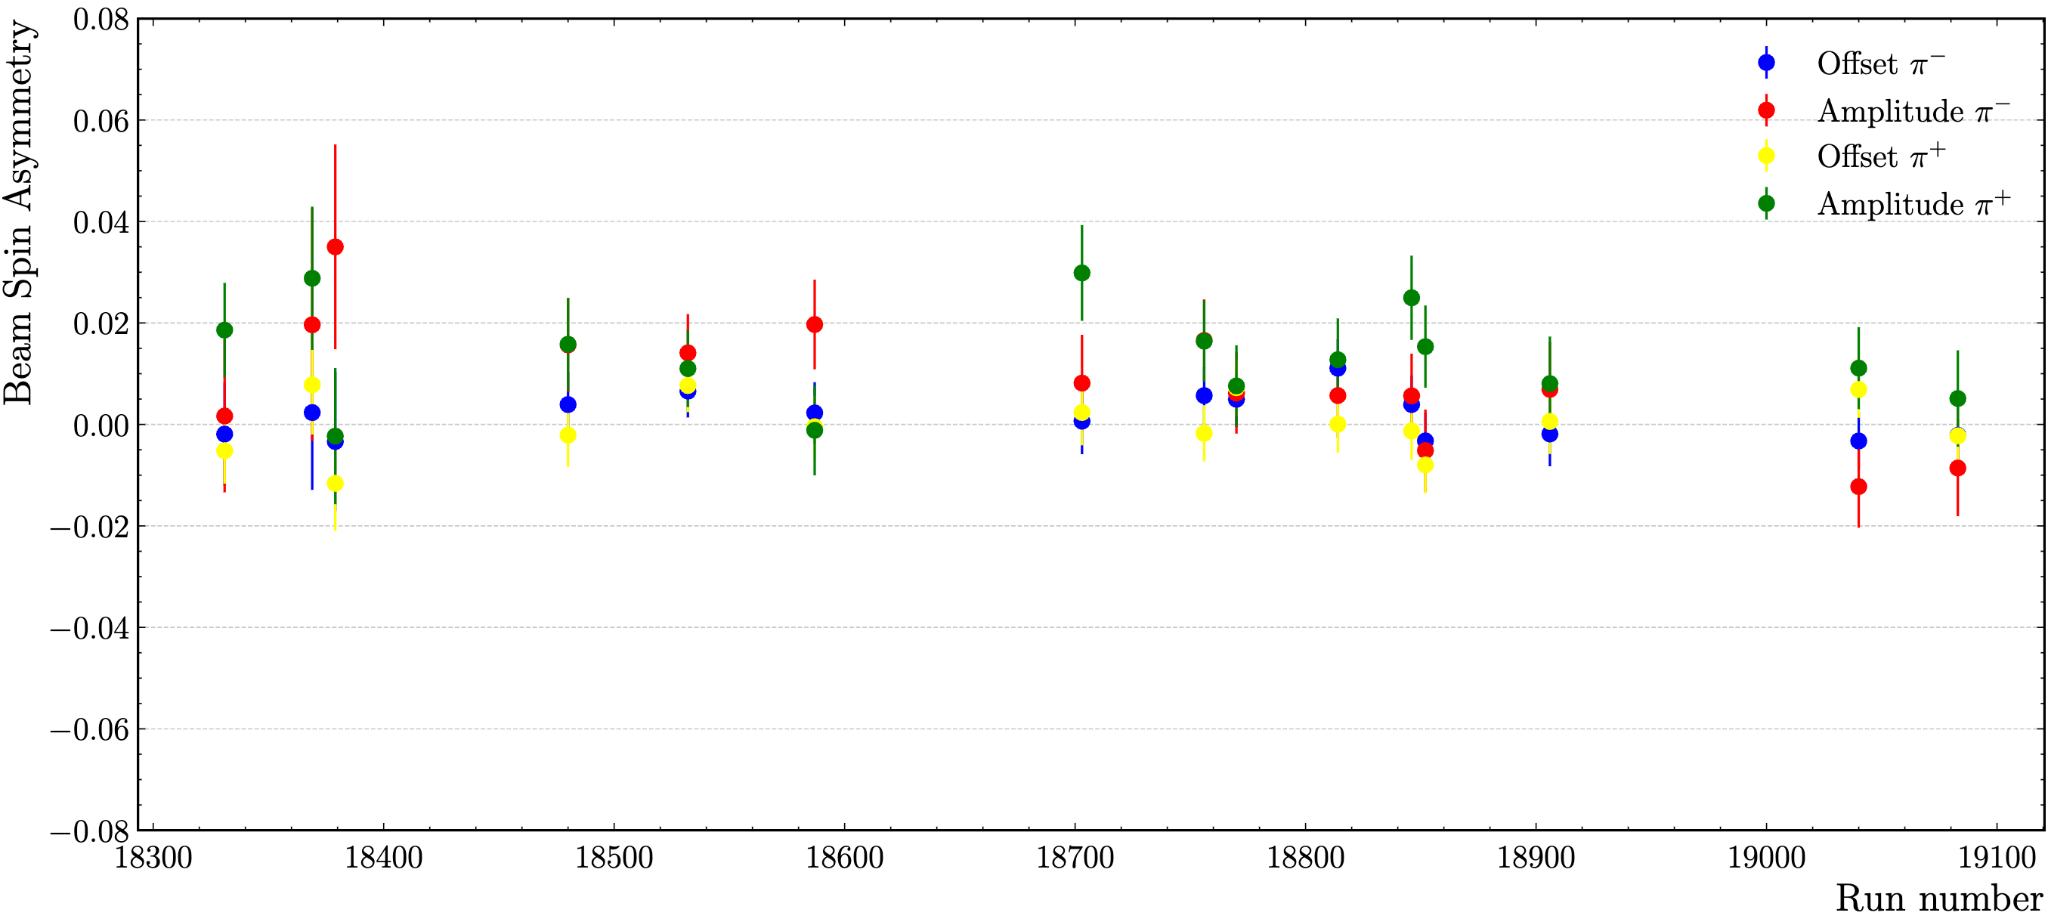 Beam Spin Asymmetry
0.08
0.06
0.04
0.02
0.00
−0.02
−0.04
−0.06
−0.08
Offset π⁻
Amplitude π⁻
Offset π⁺
Amplitude π⁺
18300 18400 18500 18600 18700 18800 18900 19000 19100
Run number